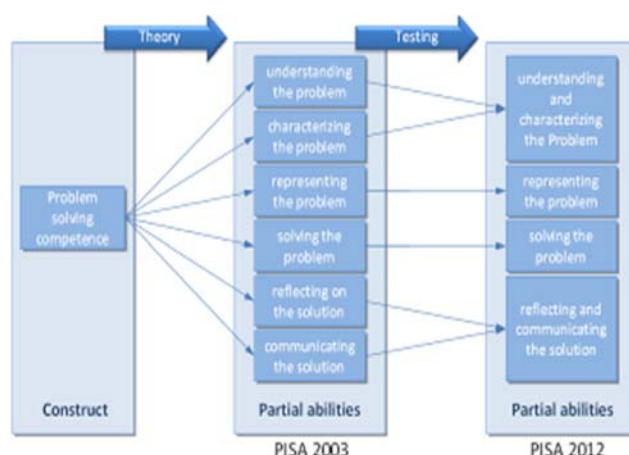 Theory
Testing
understanding
the problem
characterizing
the problem
representing
the problem
solving the
problem
reflecting on
the solution
communicating
the solution
Problem
solving
competence
understanding
and
characterizing
the Problem
representing
the problem
solving the
problem
reflecting and
communicating
the solution
Construct
Partial abilities
Partial abilities
PISA 2003
PISA 2012